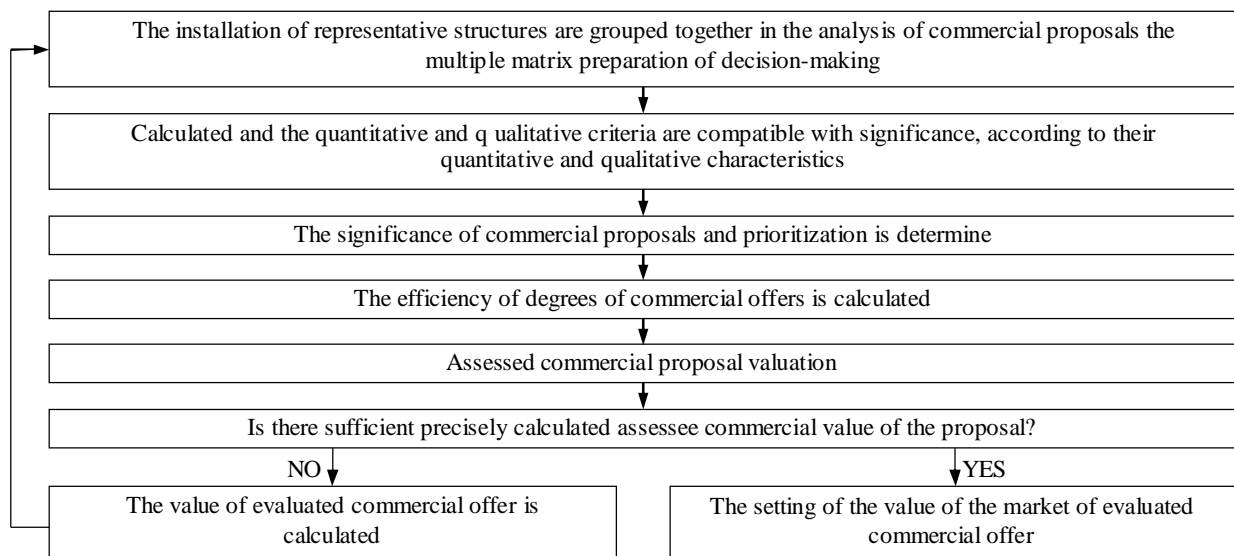 The installation of representative structures are grouped together in the analysis of commercial proposals the
multiple matrix preparation of decision-making
Calculated and the quantitative and q ualitative criteria are compatible with significance, according to their
quantitative and qualitative characteristics
The significance of commercial proposals and prioritization is determine
The efficiency of degrees of commercial offers is calculated
Assessed commercial proposal valuation
Is there sufficient precisely calculated assessee commercial value of the proposal?
NO
YES
The value of evaluated commercial offer is
calculated
The setting of the value of the market of evaluated
commercial offer